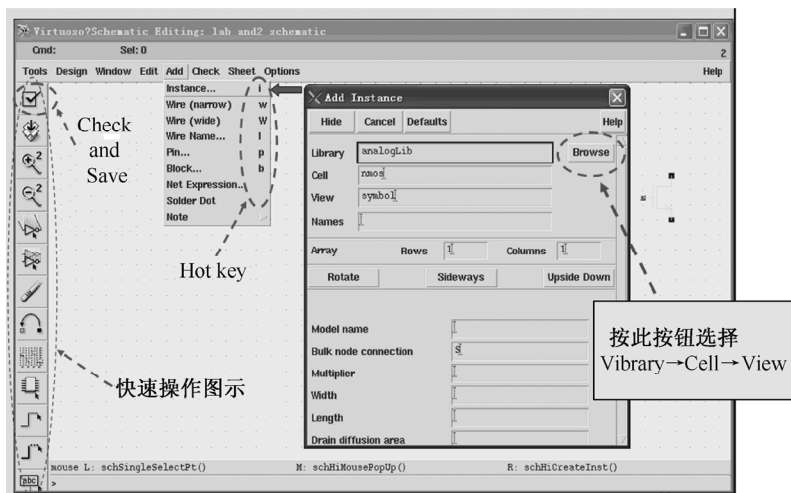 Virtuoso?Schematic Editing: lab and2 schematic
Cmd: Sel: 0
2
Tools Design Window Edit Add Check Sheet Options Help
Instance... i
Wire (narrow) w
Wire (wide) W
Wire Name... l
Pin... p
Block... b
Net Expression...
Solder Dot
Note
Check
and
Save
Hot key
快速操作图示
Add Instance
Hide Cancel Defaults Help
Library analogLib Browse
Cell nmos
View symbol
Names
Array Rows 1 Columns 1
Rotate Sideways Upside Down
Model name
Bulk node connection S
Multiplier
Width
Length
Drain diffusion area
按此按钮选择
Vibrary→Cell→View
mouse L: schSingleSelectPt() M: schHiMousePopUp() R: schHiCreateInst()
abc
>